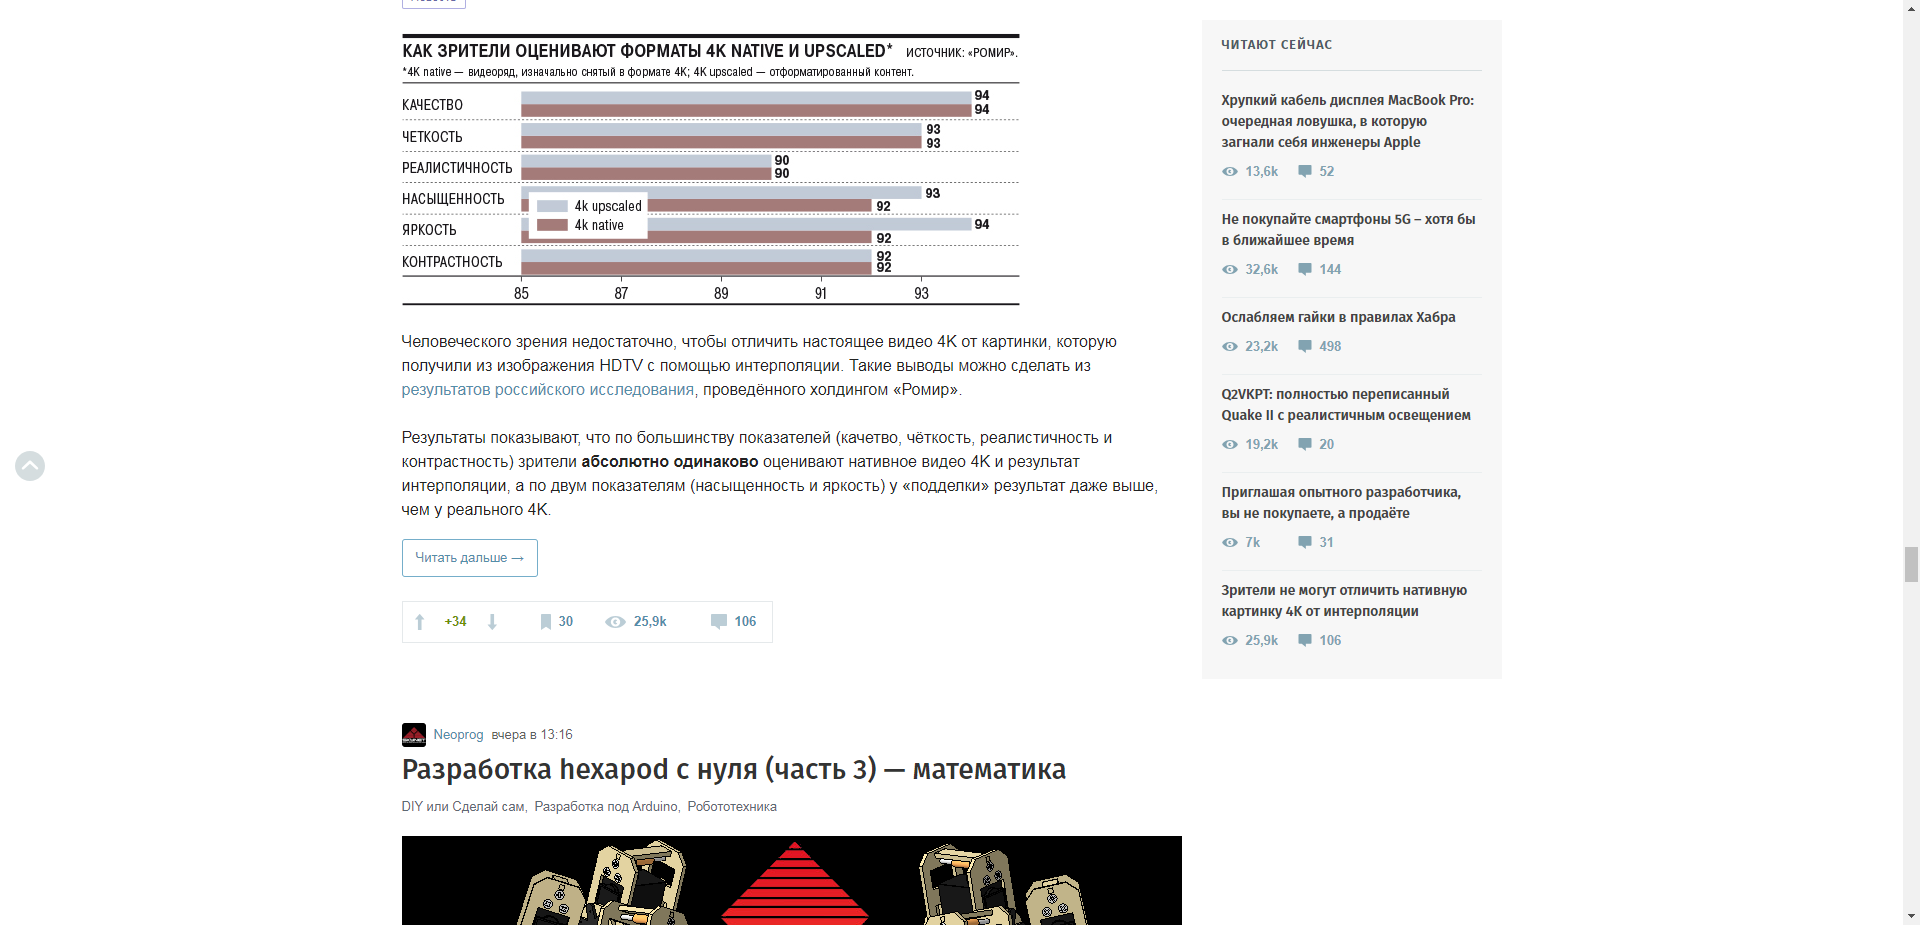 КАК ЗРИТЕЛИ ОЦЕНИВАЮТ ФОРМАТЫ 4K NATIVE И UPSCALED* ИСТОЧНИК: «РОМИР».
*4K native — видеоряд, изначально снятый в формате 4K; 4K upscaled — отформатированный контент.
КАЧЕСТВО 94
94
ЧЕТКОСТЬ 93
93
РЕАЛИСТИЧНОСТЬ 90
90
НАСЫЩЕННОСТЬ 93
92
4k upscaled
4k native
ЯРКОСТЬ 94
92
КОНТРАСТНОСТЬ 92
92
85 87 89 91 93
Человеческого зрения недостаточно, чтобы отличить настоящее видео 4K от картинки, которую
получили из изображения HDTV с помощью интерполяции. Такие выводы можно сделать из
результатов российского исследования, проведённого холдингом «Ромир».
Результаты показывают, что по большинству показателей (качетво, чёткость, реалистичность и
контрастность) зрители абсолютно одинаково оценивают нативное видео 4K и результат
интерполяции, а по двум показателям (насыщенность и яркость) у «подделки» результат даже выше,
чем у реального 4K.
Читать дальше →
+34 30 25,9k 106
Neoprog вчера в 13:16
Разработка hexapod с нуля (часть 3) — математика
DIY или Сделай сам, Разработка под Arduino, Робототехника
ЧИТАЮТ СЕЙЧАС
Хрупкий кабель дисплея MacBook Pro:
очередная ловушка, в которую
загнали себя инженеры Apple
13,6k 52
Не покупайте смартфоны 5G – хотя бы
в ближайшее время
32,6k 144
Ослабляем гайки в правилах Хабра
23,2k 498
Q2VKPT: полностью переписанный
Quake II с реалистичным освещением
19,2k 20
Приглашая опытного разработчика,
вы не покупаете, а продаёте
7k 31
Зрители не могут отличить нативную
картинку 4K от интерполяции
25,9k 106